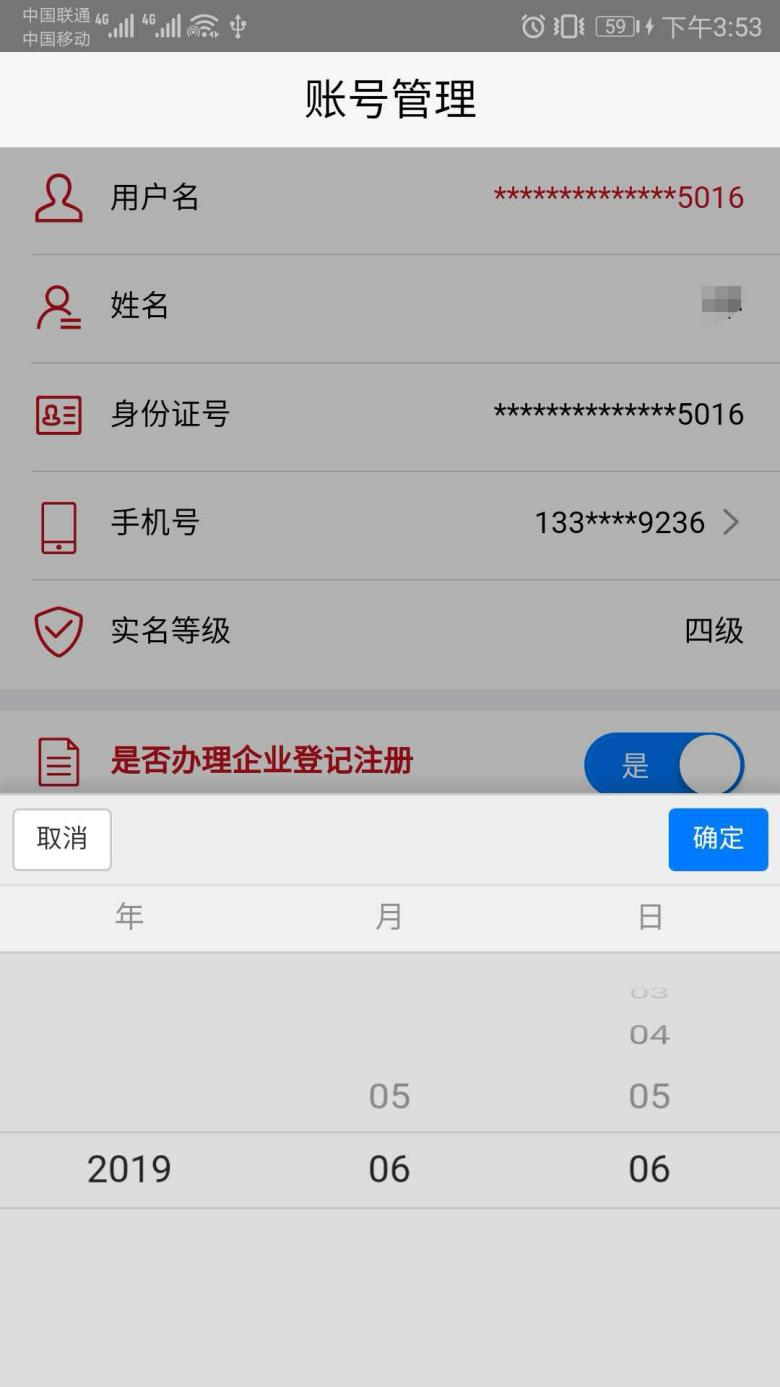 中国联通 4G 4G 59 下午3:53
中国移动
账号管理
用户名 **************5016
姓名
身份证号 **************5016
手机号 133****9236
实名等级 四级
是否办理企业登记注册 是
取消 确定
年 月 日
03
04
05 05
2019 06 06